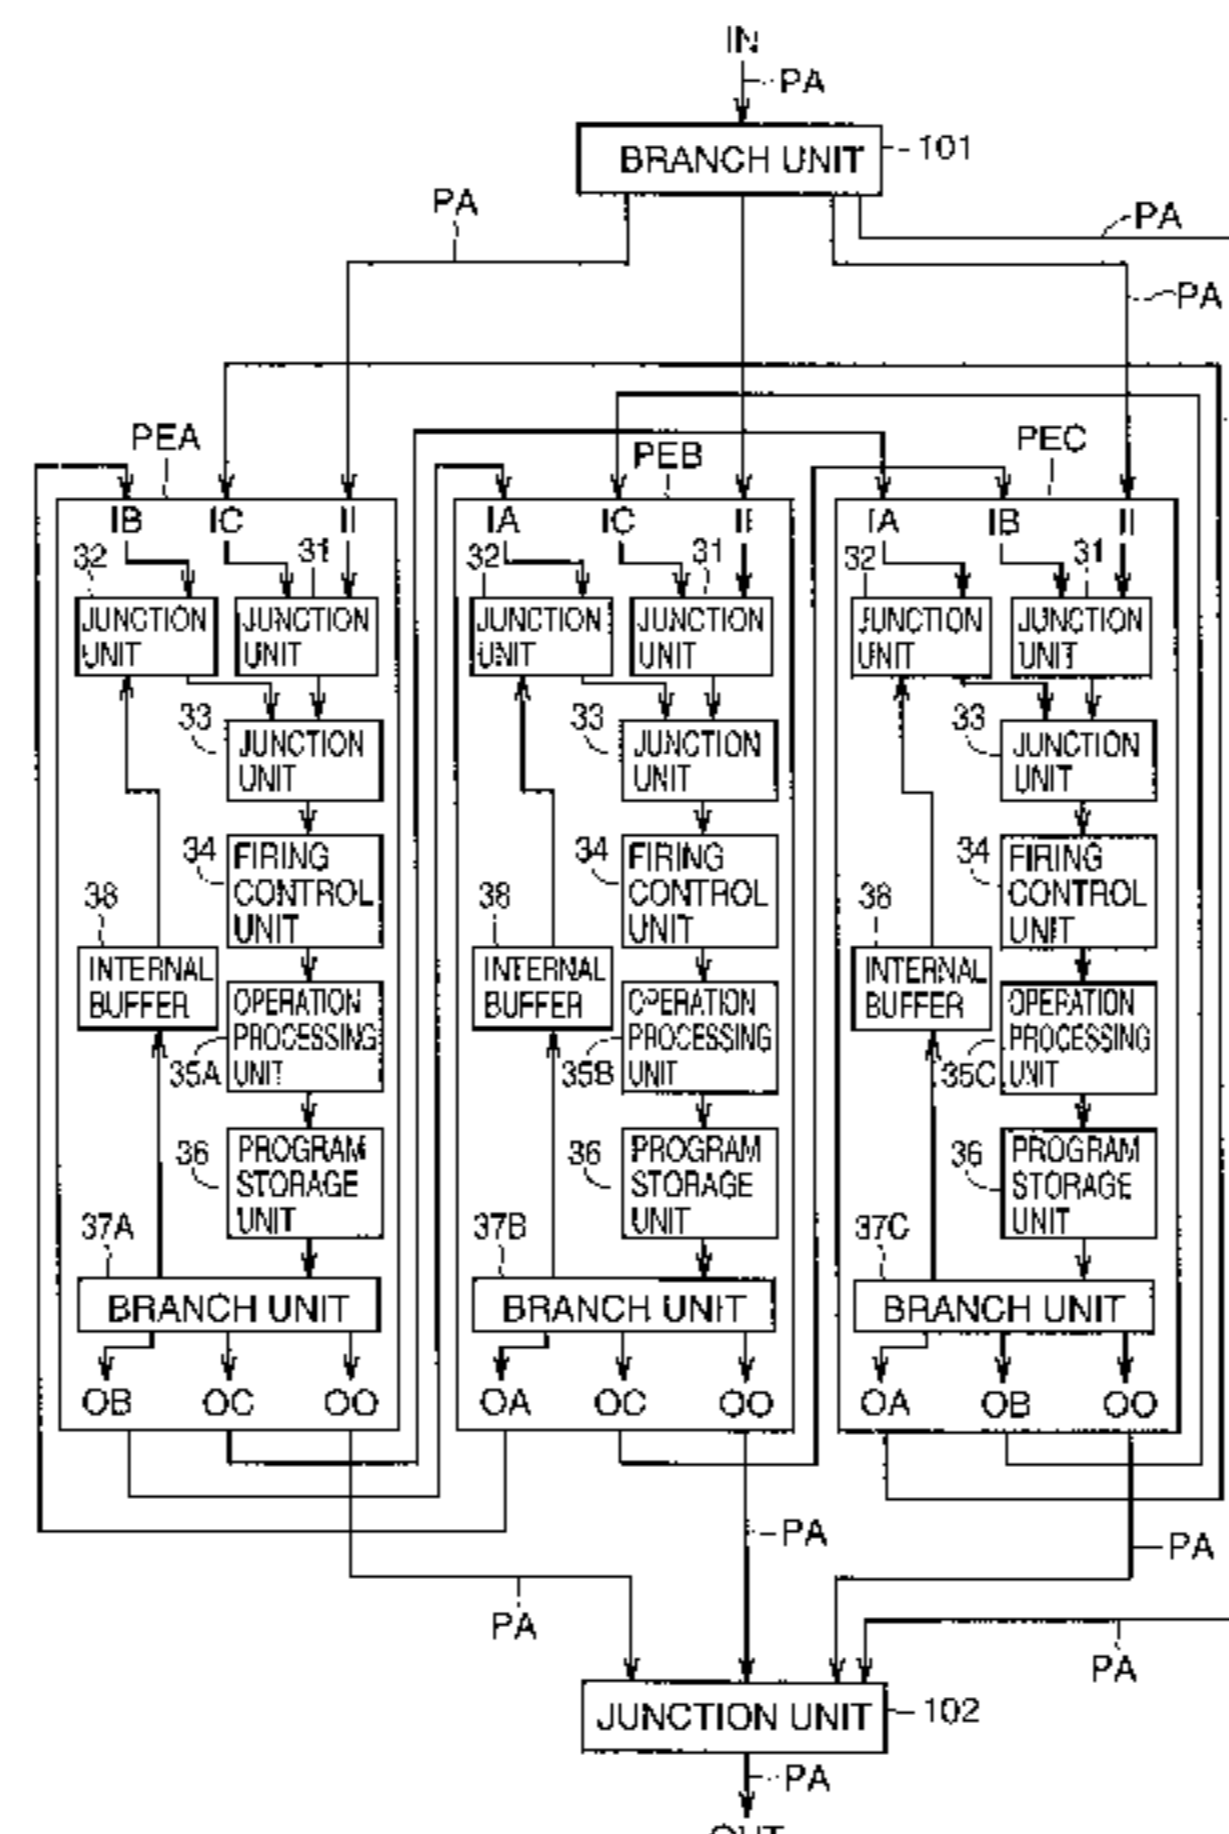 IN
PA
BRANCH UNIT
101
PA
PA
PA
PEA
PEB
PEC
IB IC II
IA IC II
IA IB II
32
31
32
31
32
31
JUNCTION
UNIT
JUNCTION
UNIT
JUNCTION
UNIT
JUNCTION
UNIT
JUNCTION
UNIT
JUNCTION
UNIT
33
JUNCTION
UNIT
33
JUNCTION
UNIT
33
JUNCTION
UNIT
34
FIRING
CONTROL
UNIT
34
FIRING
CONTROL
UNIT
34
FIRING
CONTROL
UNIT
38
INTERNAL
BUFFER
38
INTERNAL
BUFFER
38
INTERNAL
BUFFER
35A
OPERATION
PROCESSING
UNIT
35B
OPERATION
PROCESSING
UNIT
35C
OPERATION
PROCESSING
UNIT
36
PROGRAM
STORAGE
UNIT
36
PROGRAM
STORAGE
UNIT
36
PROGRAM
STORAGE
UNIT
37A
BRANCH UNIT
37B
BRANCH UNIT
37C
BRANCH UNIT
OB OC OO
OA OC OO
OA OB OO
PA
PA
PA
PA
JUNCTION UNIT
102
PA
OUT